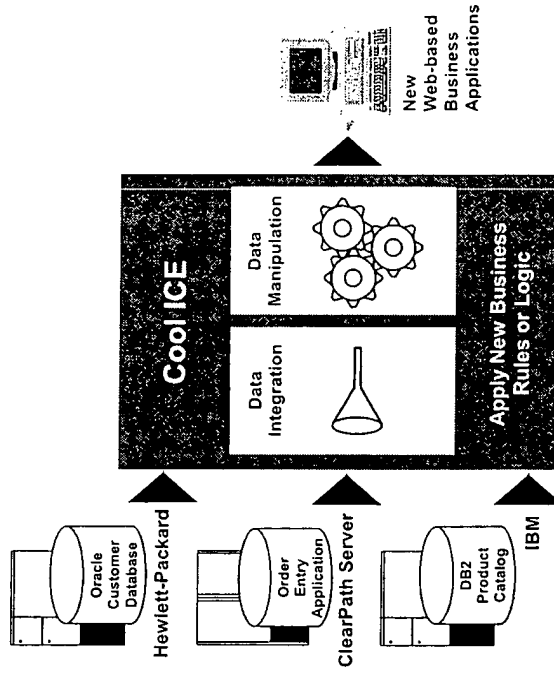 Oracle
Customer
Database
Hewlett-Packard
Order
Entry
Application
ClearPath Server
DB2
Product
Catalog
IBM
Cool ICE
Data
Integration
Data
Manipulation
Apply New Business
Rules or Logic
New
Web-based
Business
Applications